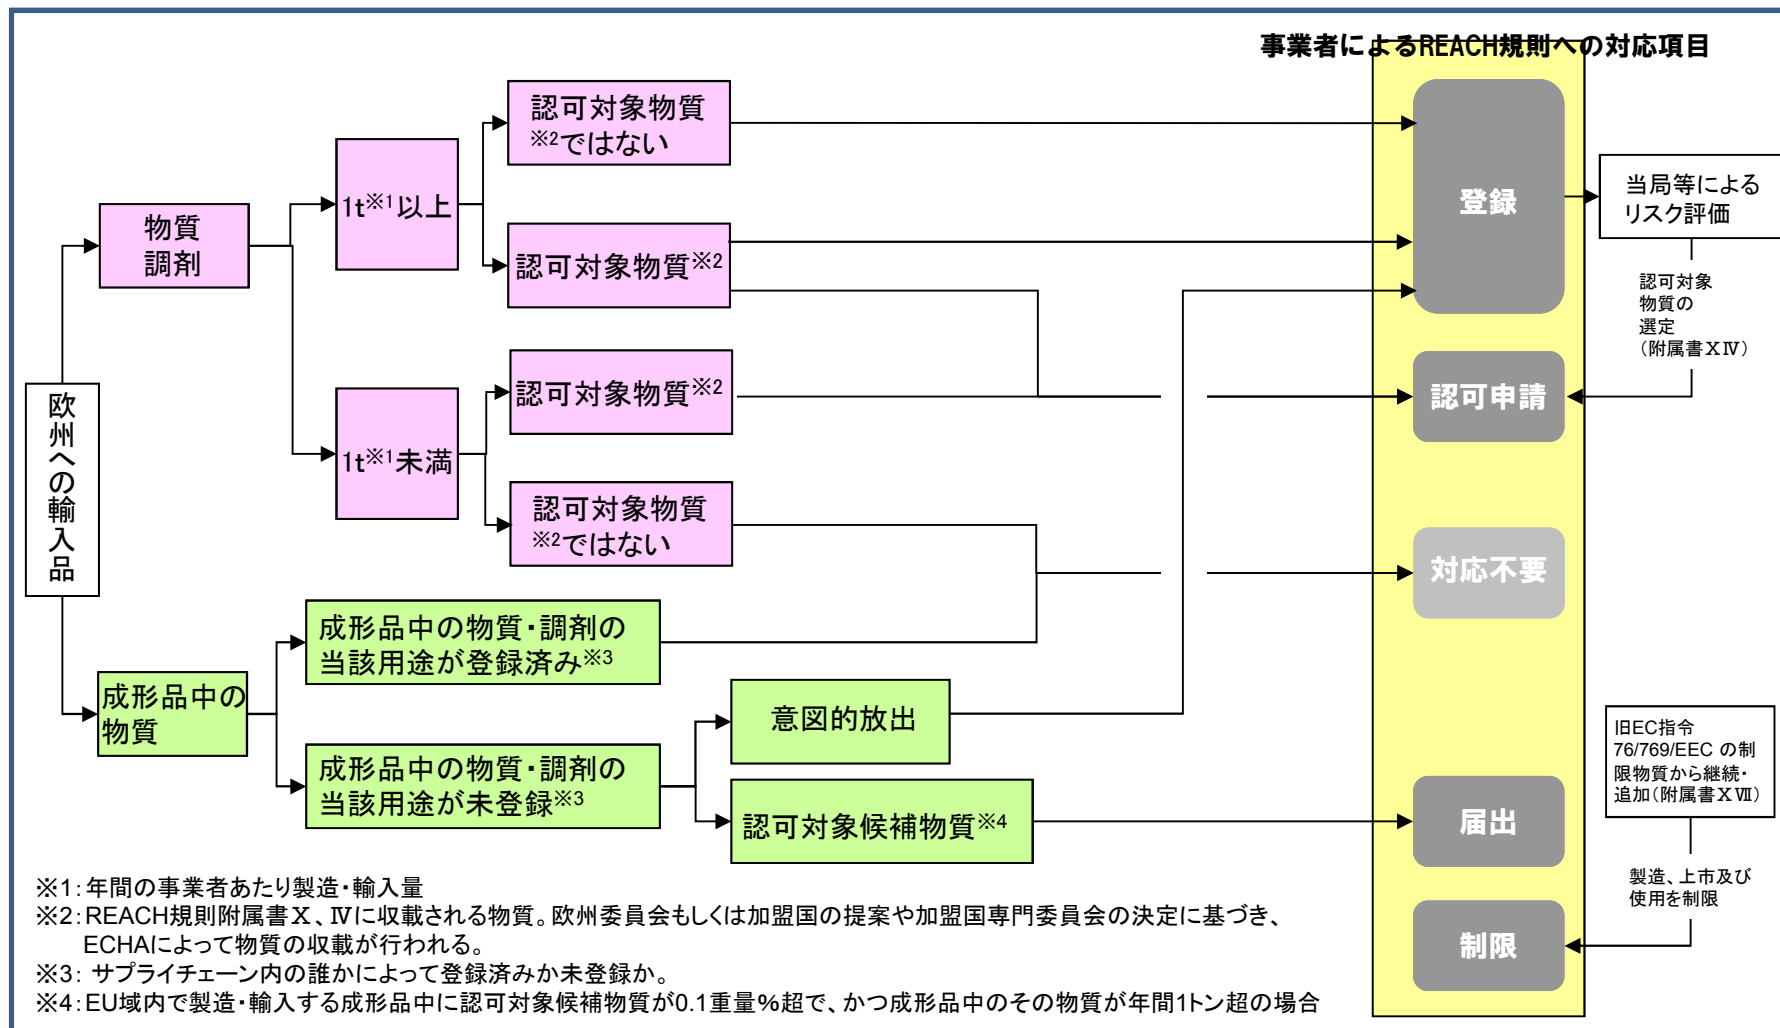 事業者によるREACH規則への対応項目
認可対象物質
※2ではない
1t※1以上
物質
調剤
認可対象物質※2
登録
当局等による
リスク評価
認可対象
物質の
選定
（附属書ⅩⅣ）
認可対象物質※2
認可申請
欧州への輸入品
1t※1未満
認可対象物質
※2ではない
対応不要
成形品中の物質・調剤の
当該用途が登録済み※3
成形品中の
物質
意図的放出
成形品中の物質・調剤の
当該用途が未登録※3
認可対象候補物質※4
旧EC指令
76/769/EEC の制
限物質から継続・
追加（附属書ⅩⅦ）
届出
製造、上市及び
使用を制限
制限
※1：年間の事業者あたり製造・輸入量
※2：REACH規則附属書Ⅹ、Ⅳに収載される物質。欧州委員会もしくは加盟国の提案や加盟国専門委員会の決定に基づき、
ECHAによって物質の収載が行われる。
※3： サプライチェーン内の誰かによって登録済みか未登録か。
※4：EU域内で製造・輸入する成形品中に認可対象候補物質が0.1重量％超で、かつ成形品中のその物質が年間1トン超の場合